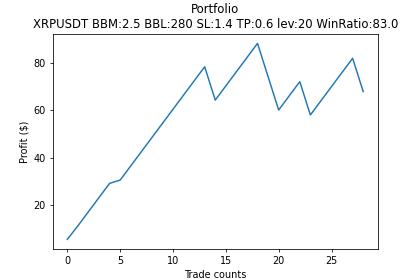 Portfolio
XRPUSDT BBM:2.5 BBL:280 SL:1.4 TP:0.6 lev:20 WinRatio:83.0
80
60
40
20
Profit ($)
0 5 10 15 20 25
Trade counts